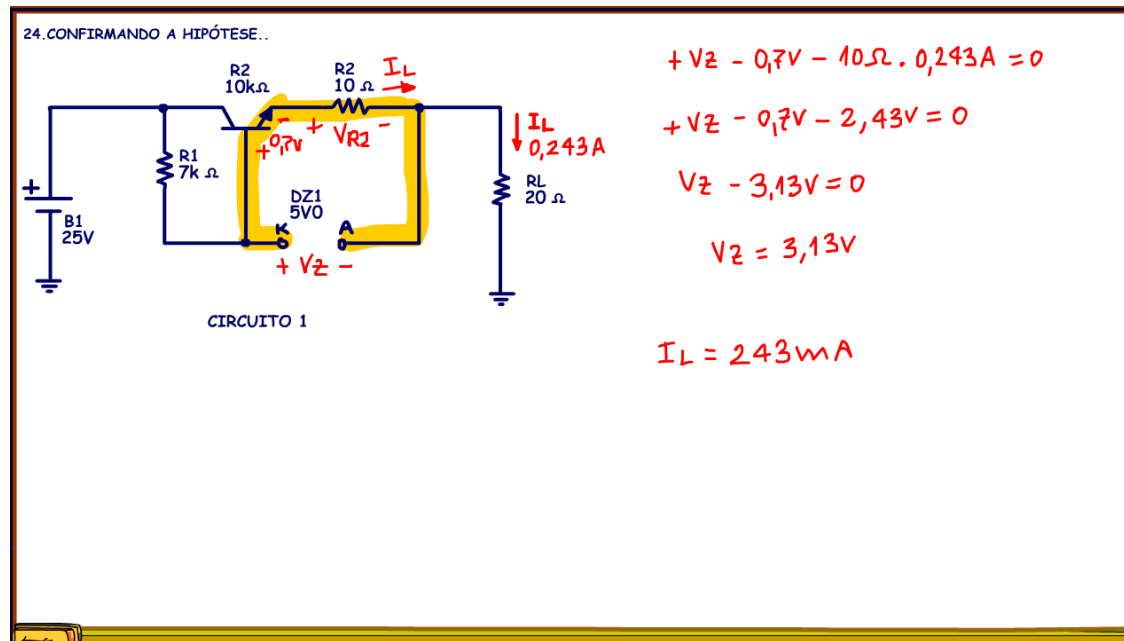 24.CONFIRMANDO A HIPÓTESE..
R2
10kΩ
R2
10 Ω
IL
+ 0,7V -
+ VR2 -
IL
0,243A
R1
7k Ω
RL
20 Ω
DZ1
5V0
K
A
+ VZ -
+
B1
25V
CIRCUITO 1
+ VZ - 0,7V - 10Ω . 0,243A = 0
+ VZ - 0,7V - 2,43V = 0
VZ - 3,13V = 0
VZ = 3,13V
IL = 243mA